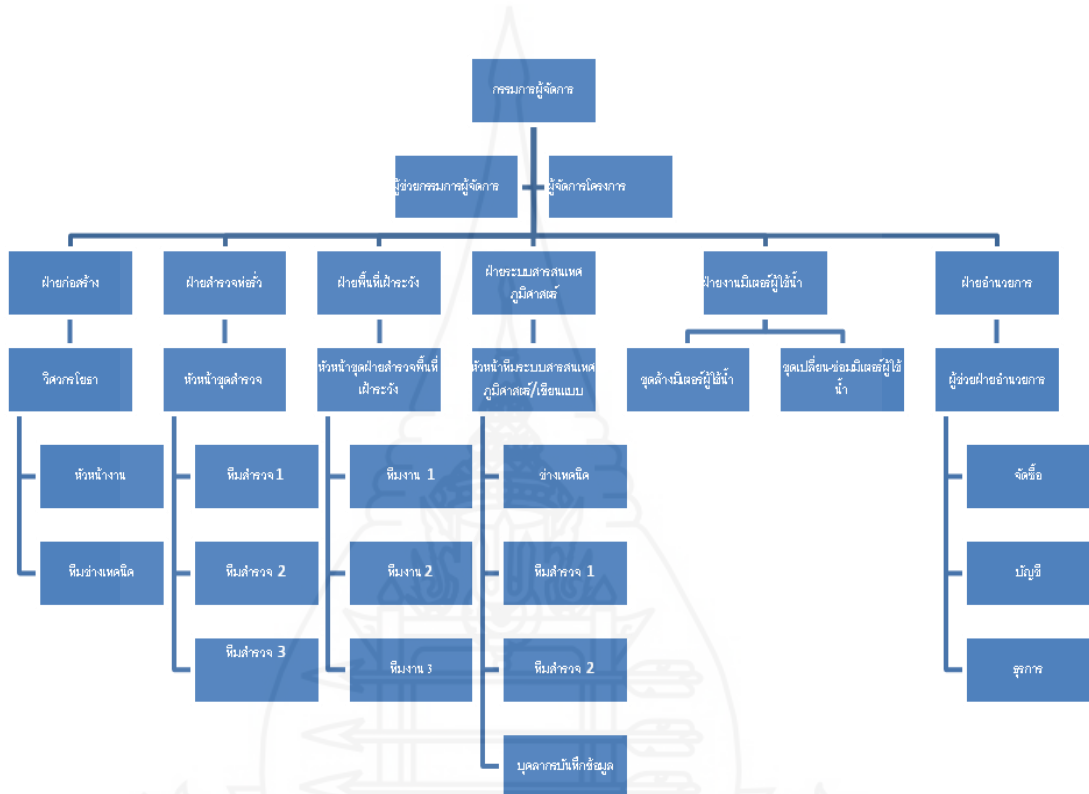 กรรมการผู้จัดการ
ผู้ช่วยกรรมการผู้จัดการ
ผู้จัดการโครงการ
ฝ่ายก่อสร้าง
ฝ่ายสำรวจท่อรั่ว
ฝ่ายพื้นที่เฝ้าระวัง
ฝ่ายระบบสารสนเทศ
ภูมิศาสตร์
ฝ่ายงานมิเตอร์ผู้ใช้น้ำ
ฝ่ายอำนวยการ
วิศวกรโยธา
หัวหน้าชุดสำรวจ
หัวหน้าชุดฝ่ายสำรวจพื้นที่
เฝ้าระวัง
หัวหน้าทีมระบบสารสนเทศ
ภูมิศาสตร์/เขียนแบบ
ชุดล้างมิเตอร์ผู้ใช้น้ำ
ชุดเปลี่ยน-ซ่อมมิเตอร์ผู้ใช้
น้ำ
ผู้ช่วยฝ่ายอำนวยการ
หัวหน้างาน
ทีมสำรวจ 1
ทีมงาน 1
ช่างเทคนิค
จัดซื้อ
ทีมช่างเทคนิค
ทีมสำรวจ 2
ทีมงาน 2
ทีมสำรวจ 1
บัญชี
ทีมสำรวจ 3
ทีมงาน 3
ทีมสำรวจ 2
ธุรการ
บุคลากรบันทึกข้อมูล